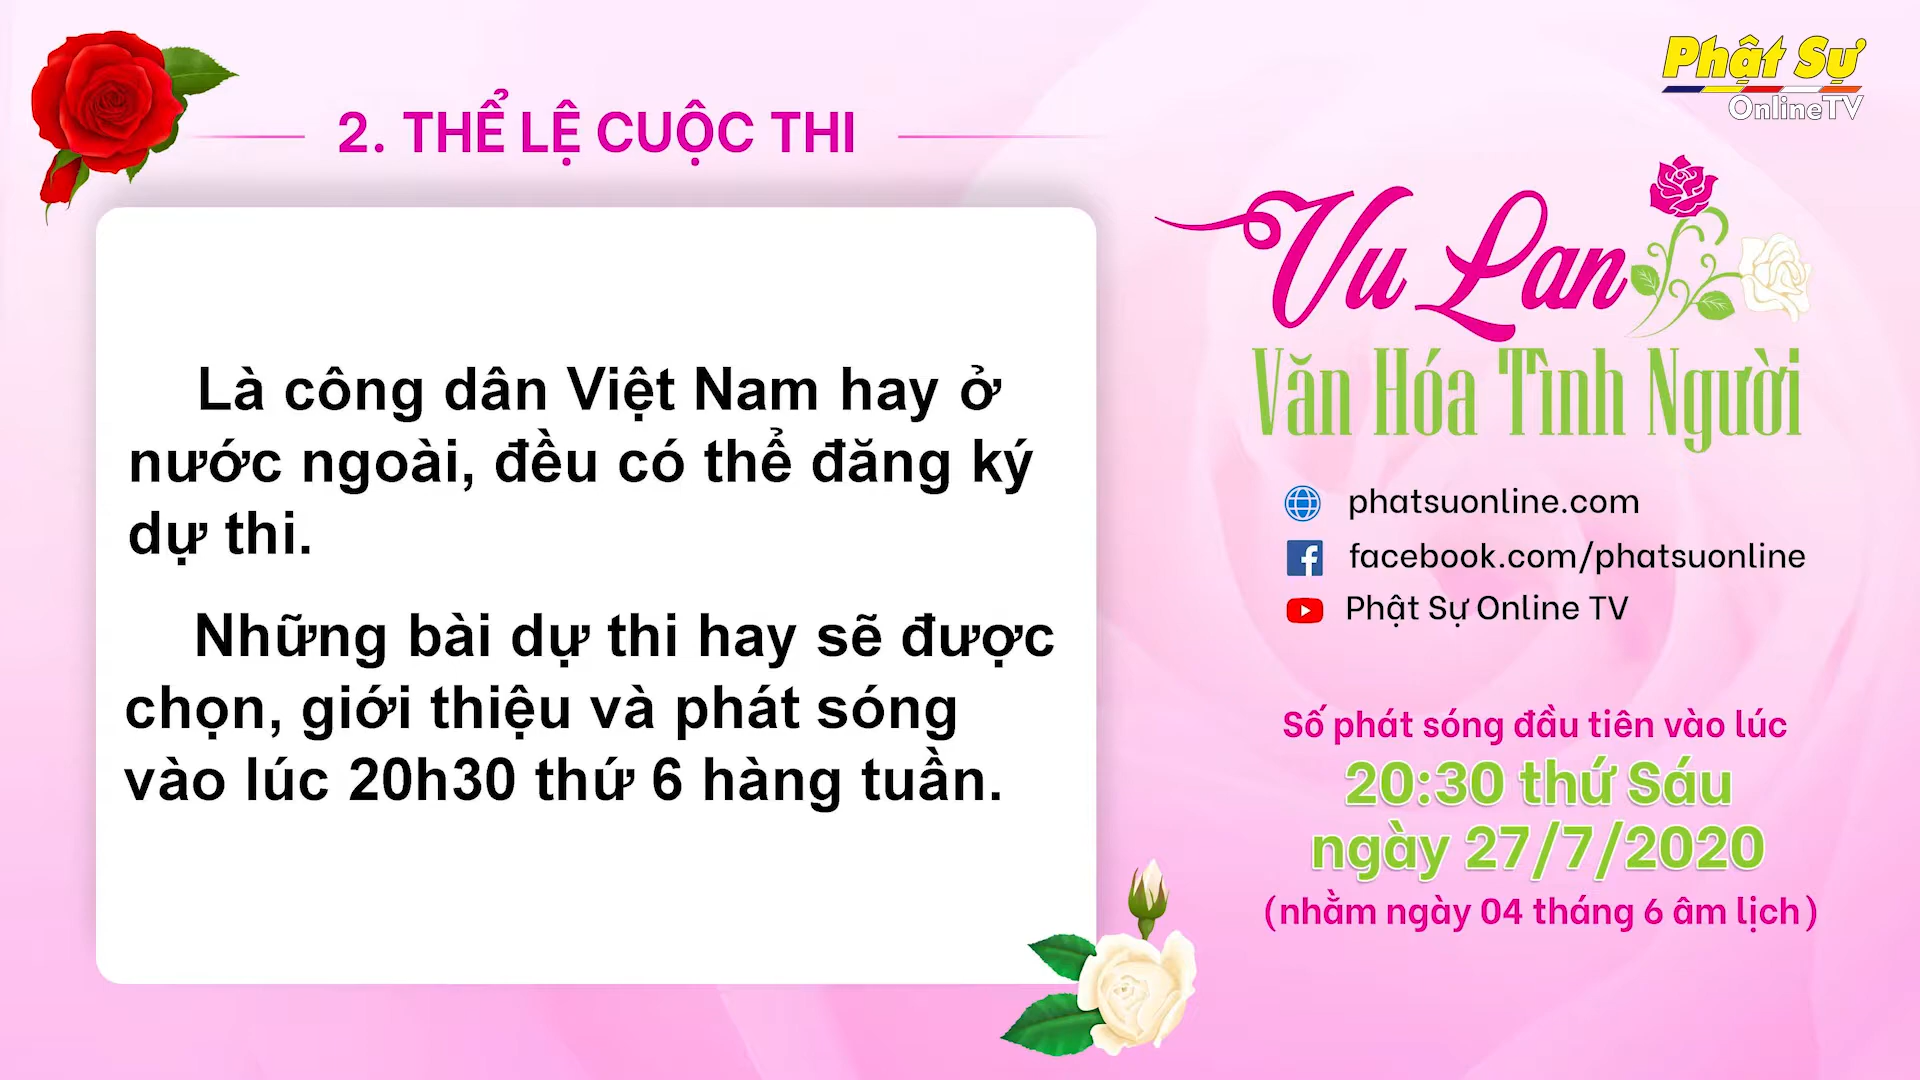 2. THỂ LỆ CUỘC THI
Là công dân Việt Nam hay ở
nước ngoài, đều có thể đăng ký
dự thi.
Những bài dự thi hay sẽ được
chọn, giới thiệu và phát sóng
vào lúc 20h30 thứ 6 hàng tuần.
Phật Sự
OnlineTV
Vu Lan
Văn Hóa Tình Người
phatsuonline.com
facebook.com/phatsuonline
Phật Sự Online TV
Số phát sóng đầu tiên vào lúc
20:30 thứ Sáu
ngày 27/7/2020
(nhằm ngày 04 tháng 6 âm lịch)